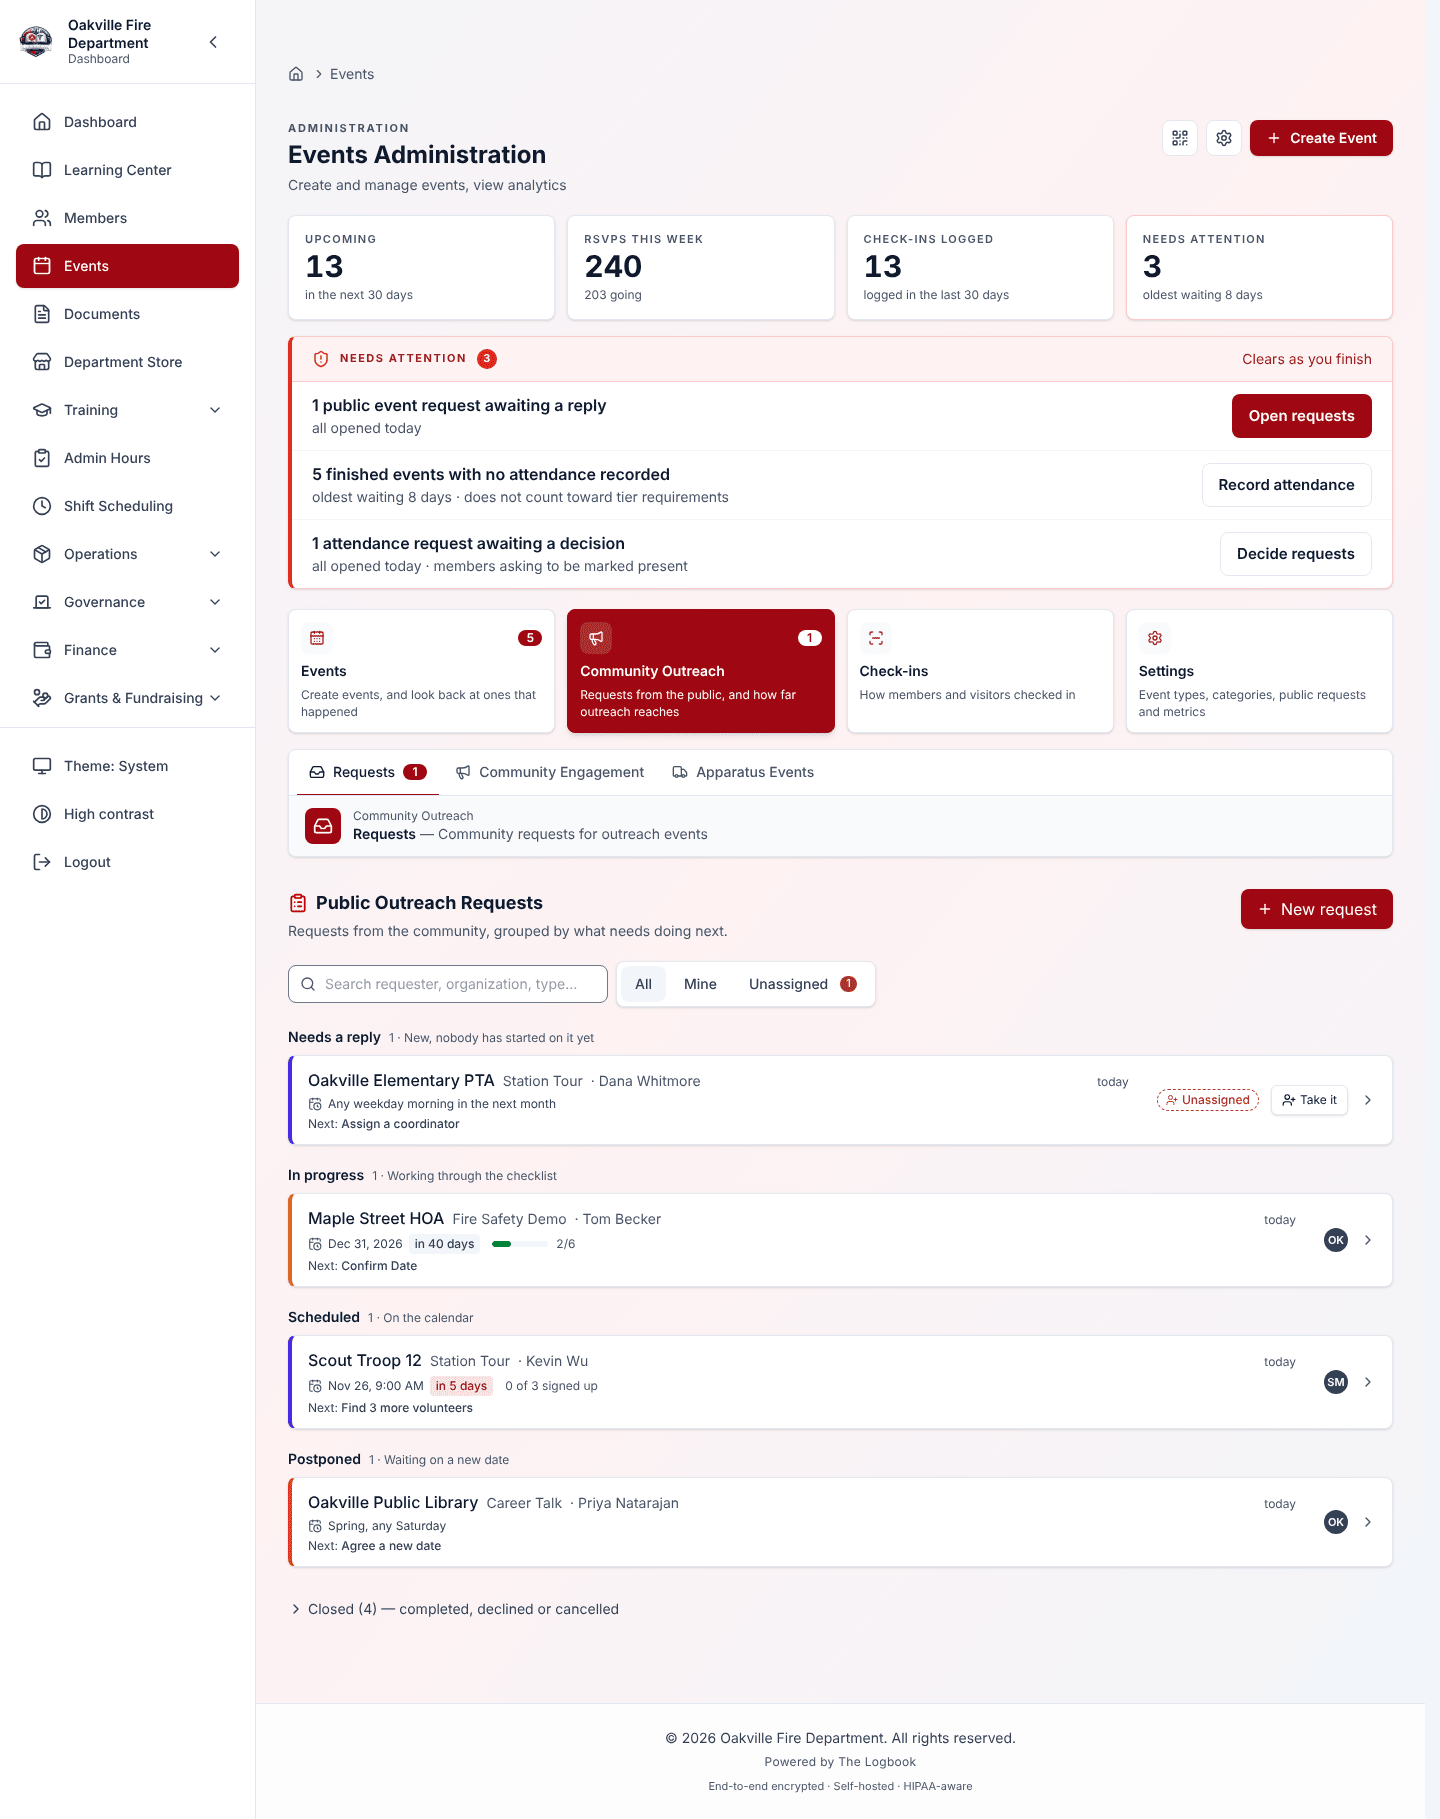 Oakville Fire
Department
Dashboard
Dashboard
Learning Center
Members
Events
Documents
Department Store
Training
Admin Hours
Shift Scheduling
Operations
Governance
Finance
Grants & Fundraising
Theme: System
High contrast
Logout
Events
ADMINISTRATION
Events Administration
Create and manage events, view analytics
Create Event
UPCOMING
13
in the next 30 days
RSVPS THIS WEEK
240
203 going
CHECK-INS LOGGED
13
logged in the last 30 days
NEEDS ATTENTION
3
oldest waiting 8 days
NEEDS ATTENTION 3
Clears as you finish
1 public event request awaiting a reply
all opened today
Open requests
5 finished events with no attendance recorded
oldest waiting 8 days · does not count toward tier requirements
Record attendance
1 attendance request awaiting a decision
all opened today · members asking to be marked present
Decide requests
5
Events
Create events, and look back at ones that
happened
1
Community Outreach
Requests from the public, and how far
outreach reaches
Check-ins
How members and visitors checked in
Settings
Event types, categories, public requests
and metrics
Requests 1 Community Engagement Apparatus Events
Community Outreach
Requests — Community requests for outreach events
Public Outreach Requests
Requests from the community, grouped by what needs doing next.
New request
Search requester, organization, type...
All Mine Unassigned 1
Needs a reply 1 · New, nobody has started on it yet
Oakville Elementary PTA Station Tour · Dana Whitmore today
Any weekday morning in the next month
Next: Assign a coordinator
Unassigned Take it
In progress 1 · Working through the checklist
Maple Street HOA Fire Safety Demo · Tom Becker today
Dec 31, 2026 in 40 days 2/6
Next: Confirm Date
OK
Scheduled 1 · On the calendar
Scout Troop 12 Station Tour · Kevin Wu today
Nov 26, 9:00 AM in 5 days 0 of 3 signed up
Next: Find 3 more volunteers
SM
Postponed 1 · Waiting on a new date
Oakville Public Library Career Talk · Priya Natarajan today
Spring, any Saturday
Next: Agree a new date
OK
Closed (4) — completed, declined or cancelled
© 2026 Oakville Fire Department. All rights reserved.
Powered by The Logbook
End-to-end encrypted · Self-hosted · HIPAA-aware